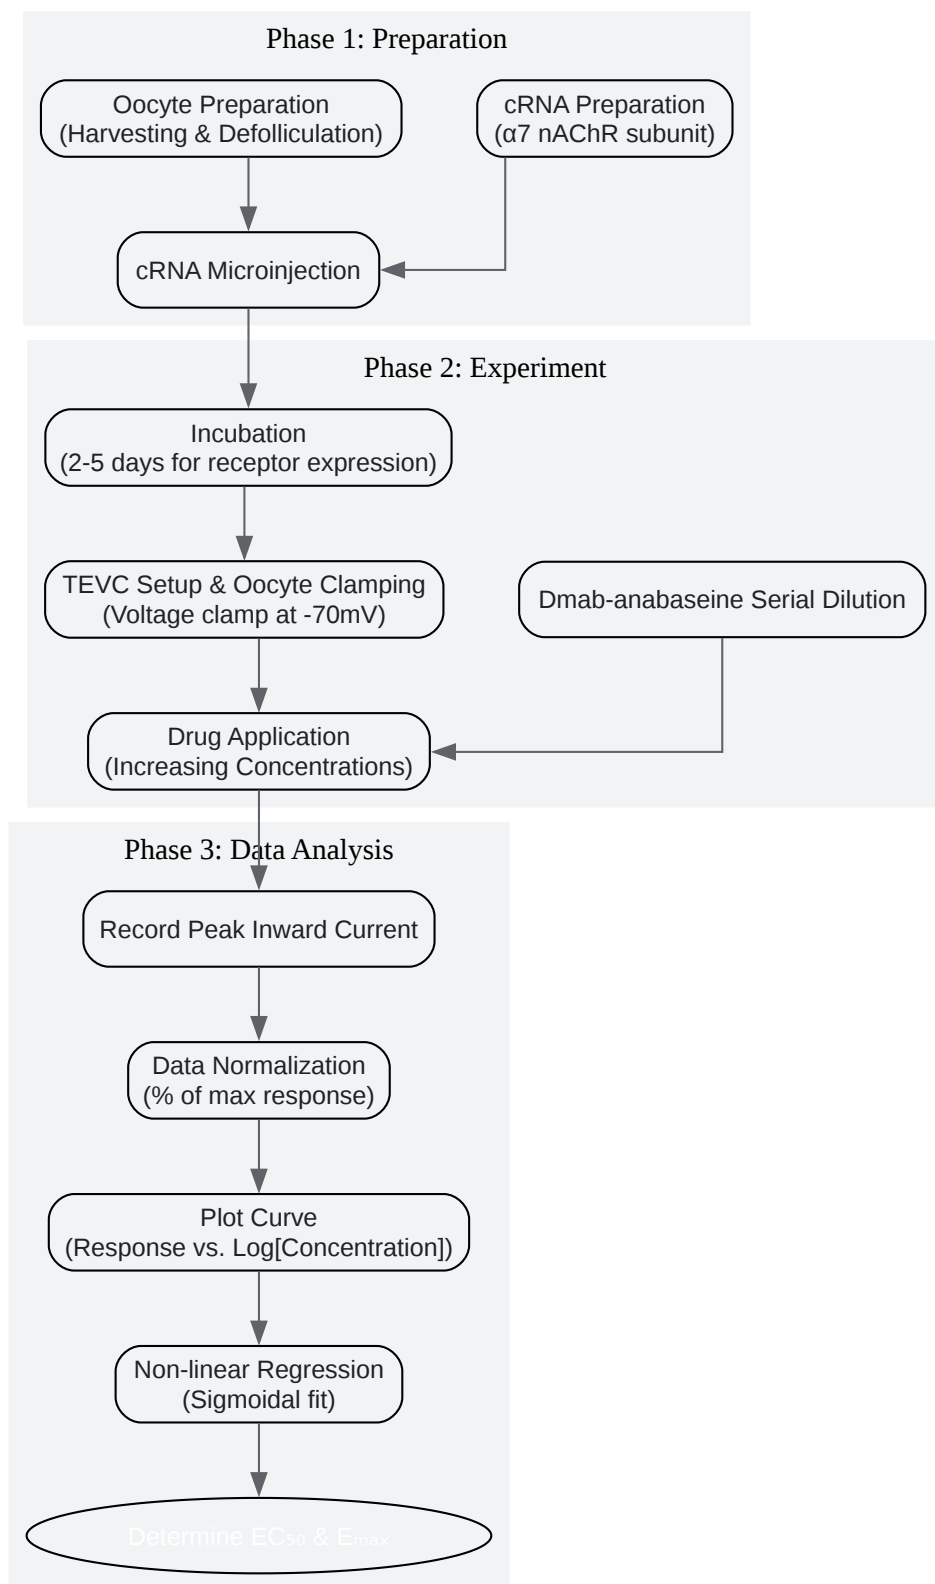 Phase 1: Preparation
Oocyte Preparation
(Harvesting & Defolliculation)
cRNA Preparation
(α7 nAChR subunit)
cRNA Microinjection
Phase 2: Experiment
Incubation
(2-5 days for receptor expression)
TEVC Setup & Oocyte Clamping
(Voltage clamp at -70mV)
Dmab-anabaseine Serial Dilution
Drug Application
(Increasing Concentrations)
Phase 3: Data Analysis
Record Peak Inward Current
Data Normalization
(% of max response)
Plot Curve
(Response vs. Log[Concentration])
Non-linear Regression
(Sigmoidal fit)
Determine EC₅₀ & Eₘₐₓ